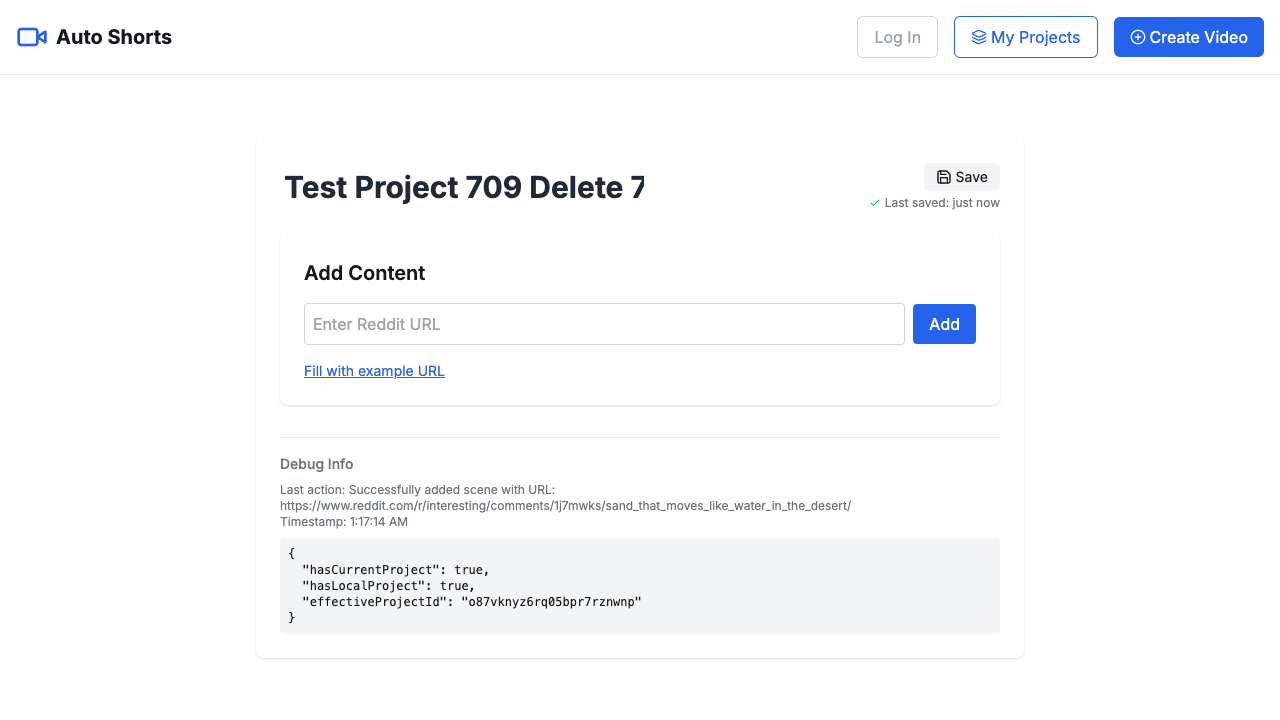 Auto Shorts
Log In
My Projects
Create Video
Test Project 709 Delete 7
Save
Last saved: just now
Add Content
Enter Reddit URL
Add
Fill with example URL
Debug Info
Last action: Successfully added scene with URL:
https://www.reddit.com/r/interesting/comments/1j7mwks/sand_that_moves_like_water_in_the_desert/
Timestamp: 1:17:14 AM
{
  "hasCurrentProject": true,
  "hasLocalProject": true,
  "effectiveProjectId": "o87vknyz6rq05bpr7rznwnp"
}